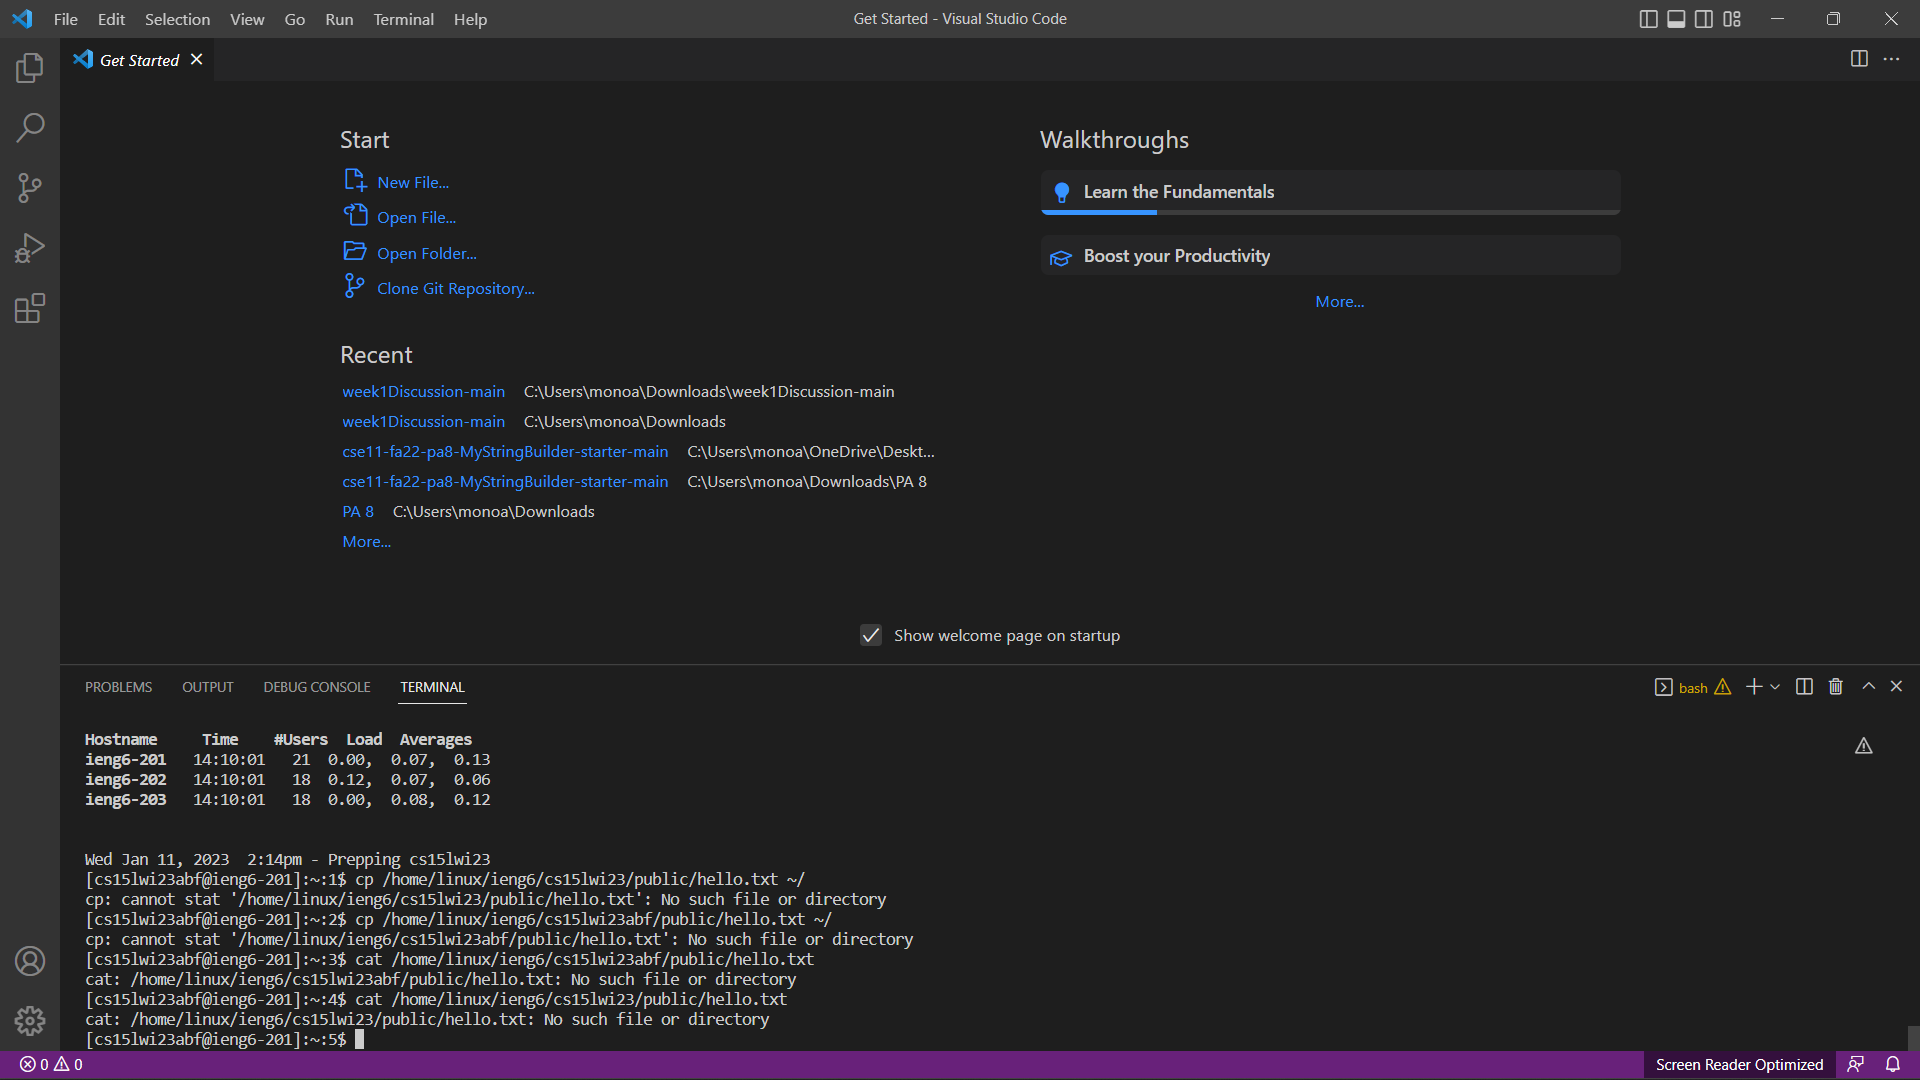 File Edit Selection View Go Run Terminal Help
Get Started - Visual Studio Code
Get Started
Start
New File...
Open File...
Open Folder...
Clone Git Repository...
Recent
week1Discussion-main C:\Users\monoa\Downloads\week1Discussion-main
week1Discussion-main C:\Users\monoa\Downloads
cse11-fa22-pa8-MyStringBuilder-starter-main C:\Users\monoa\OneDrive\Deskt...
cse11-fa22-pa8-MyStringBuilder-starter-main C:\Users\monoa\Downloads\PA 8
PA 8 C:\Users\monoa\Downloads
More...
Walkthroughs
Learn the Fundamentals
Boost your Productivity
More...
Show welcome page on startup
PROBLEMS OUTPUT DEBUG CONSOLE TERMINAL
bash
Hostname Time #Users Load Averages
ieng6-201 14:10:01 21 0.00, 0.07, 0.13
ieng6-202 14:10:01 18 0.12, 0.07, 0.06
ieng6-203 14:10:01 18 0.00, 0.08, 0.12
Wed Jan 11, 2023 2:14pm - Prepping cs15lwi23
[cs15lwi23abf@ieng6-201]:~:1$ cp /home/linux/ieng6/cs15lwi23/public/hello.txt ~/
cp: cannot stat '/home/linux/ieng6/cs15lwi23/public/hello.txt': No such file or directory
[cs15lwi23abf@ieng6-201]:~:2$ cp /home/linux/ieng6/cs15lwi23abf/public/hello.txt ~/
cp: cannot stat '/home/linux/ieng6/cs15lwi23abf/public/hello.txt': No such file or directory
[cs15lwi23abf@ieng6-201]:~:3$ cat /home/linux/ieng6/cs15lwi23abf/public/hello.txt
cat: /home/linux/ieng6/cs15lwi23abf/public/hello.txt: No such file or directory
[cs15lwi23abf@ieng6-201]:~:4$ cat /home/linux/ieng6/cs15lwi23/public/hello.txt
cat: /home/linux/ieng6/cs15lwi23/public/hello.txt: No such file or directory
[cs15lwi23abf@ieng6-201]:~:5$
0 0
Screen Reader Optimized